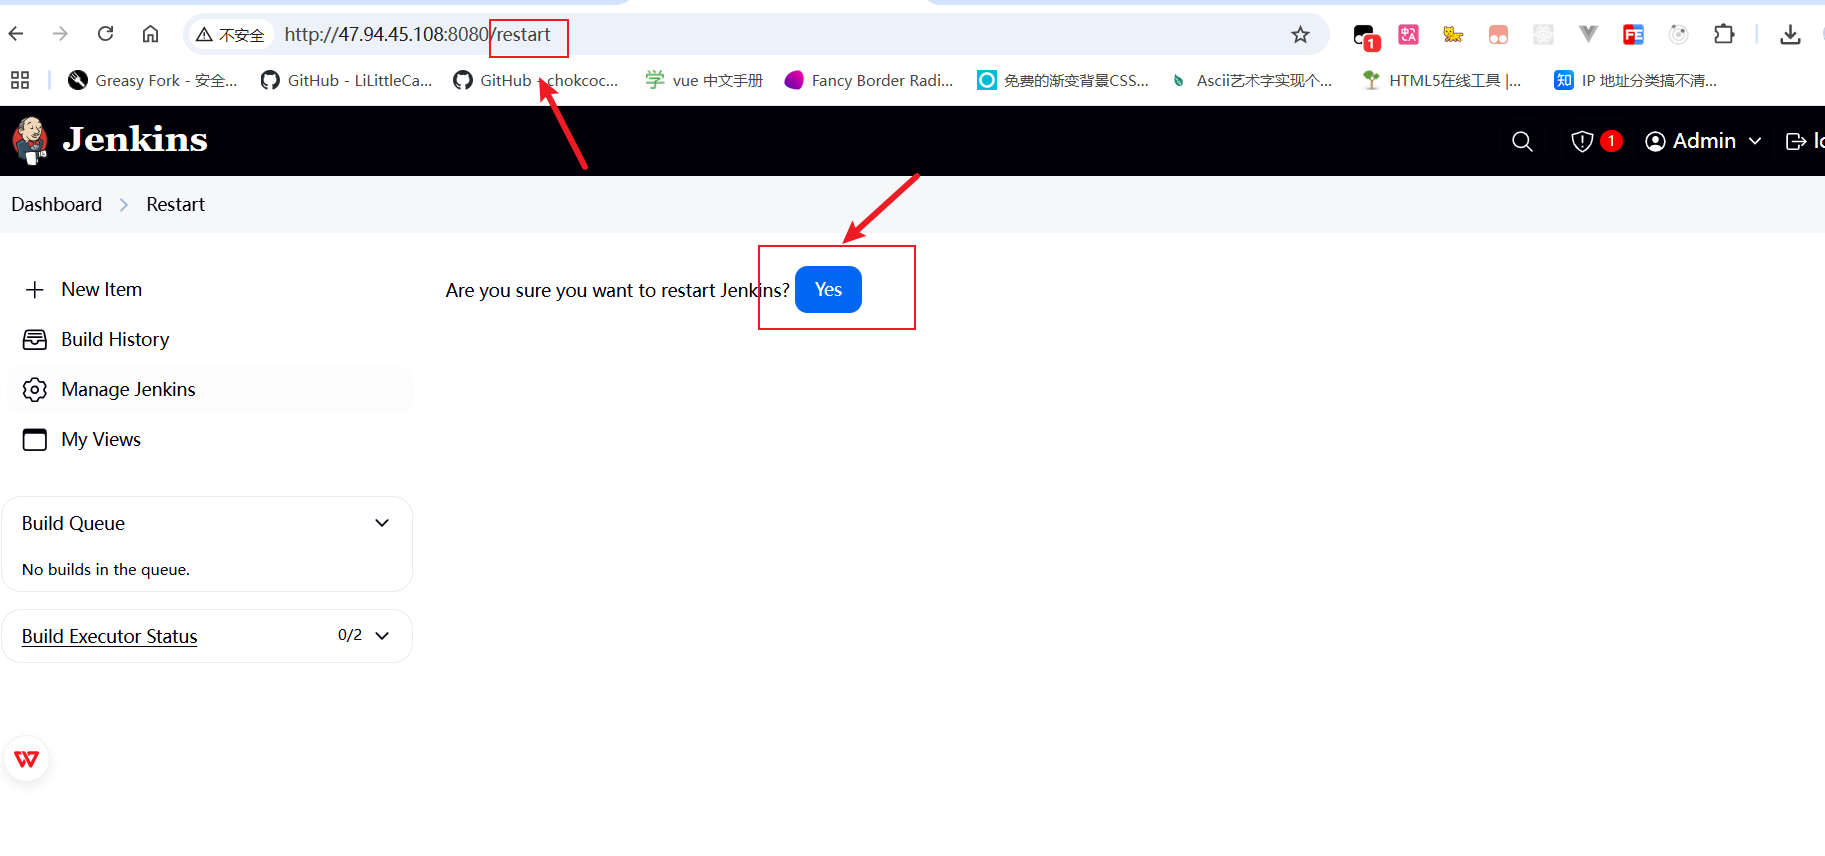 不安全 http://47.94.45.108:8080/restart 1
Greasy Fork - 安全... GitHub - LiLittleCa... GitHub - chokcoc... vue 中文手册 Fancy Border Radi... 免费的渐变背景CSS... Ascii艺术字实现个... HTML5在线工具 |... 知 IP 地址分类搞不清...
Jenkins 1 Admin
Dashboard Restart
New Item
Are you sure you want to restart Jenkins? Yes
Build History
Manage Jenkins
My Views
Build Queue
No builds in the queue.
Build Executor Status 0/2